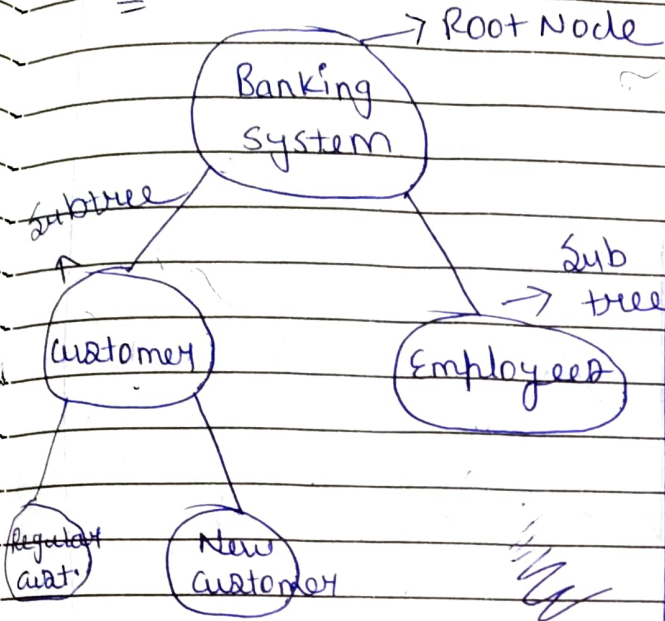 Root Node
Banking
system
Subtree
Sub
tree
Customer
Employees
Regular
cust.
New
customer